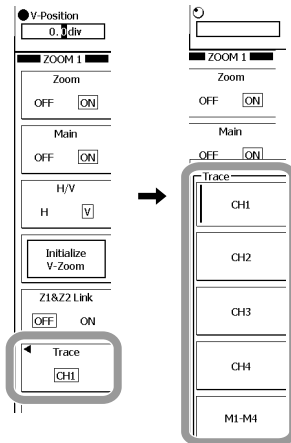 V-Position
0.0div
ZOOM 1
Zoom
OFF ON
Main
OFF ON
H/V
H V
Initialize
V-Zoom
Z1&Z2 Link
OFF ON
Trace
CH1
ZOOM 1
Zoom
OFF ON
Main
OFF ON
Trace
CH1
CH2
CH3
CH4
M1-M4